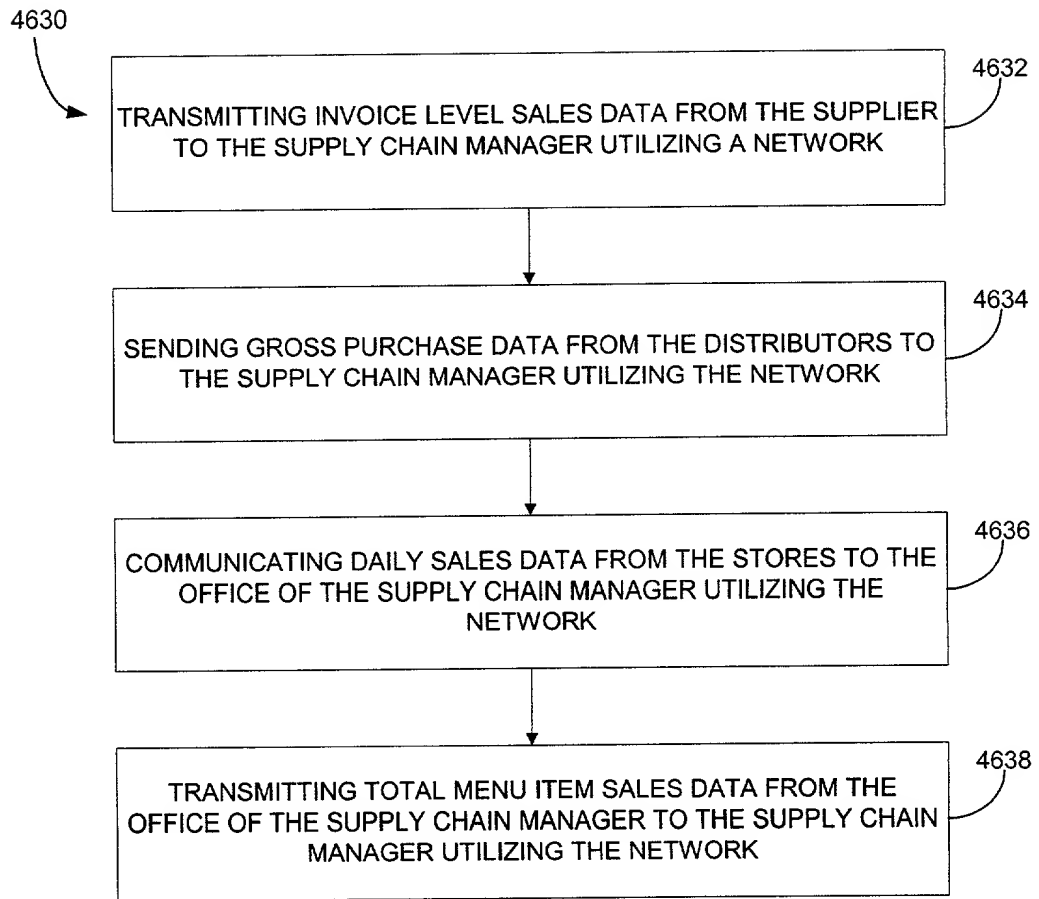 4630
4632
TRANSMITTING INVOICE LEVEL SALES DATA FROM THE SUPPLIER
TO THE SUPPLY CHAIN MANAGER UTILIZING A NETWORK
4634
SENDING GROSS PURCHASE DATA FROM THE DISTRIBUTORS TO
THE SUPPLY CHAIN MANAGER UTILIZING THE NETWORK
4636
COMMUNICATING DAILY SALES DATA FROM THE STORES TO THE
OFFICE OF THE SUPPLY CHAIN MANAGER UTILIZING THE
NETWORK
4638
TRANSMITTING TOTAL MENU ITEM SALES DATA FROM THE
OFFICE OF THE SUPPLY CHAIN MANAGER TO THE SUPPLY CHAIN
MANAGER UTILIZING THE NETWORK